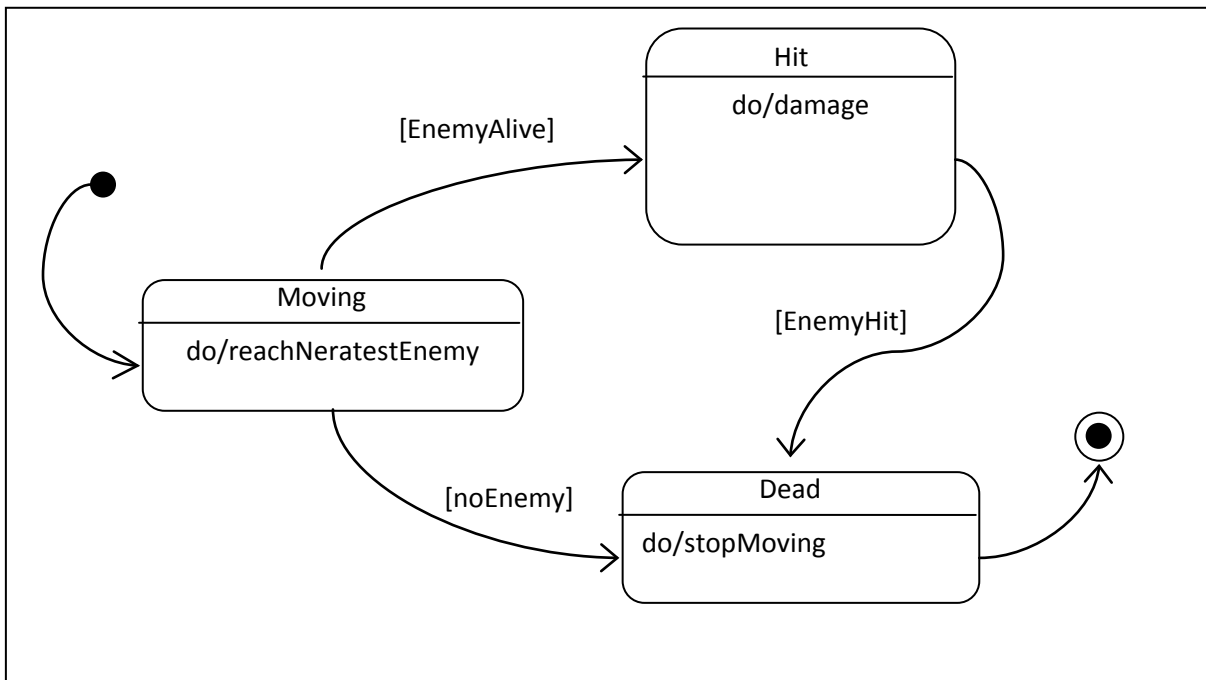 Hit
do/damage
[EnemyAlive]
Moving
do/reachNeratestEnemy
[EnemyHit]
[noEnemy]
Dead
do/stopMoving